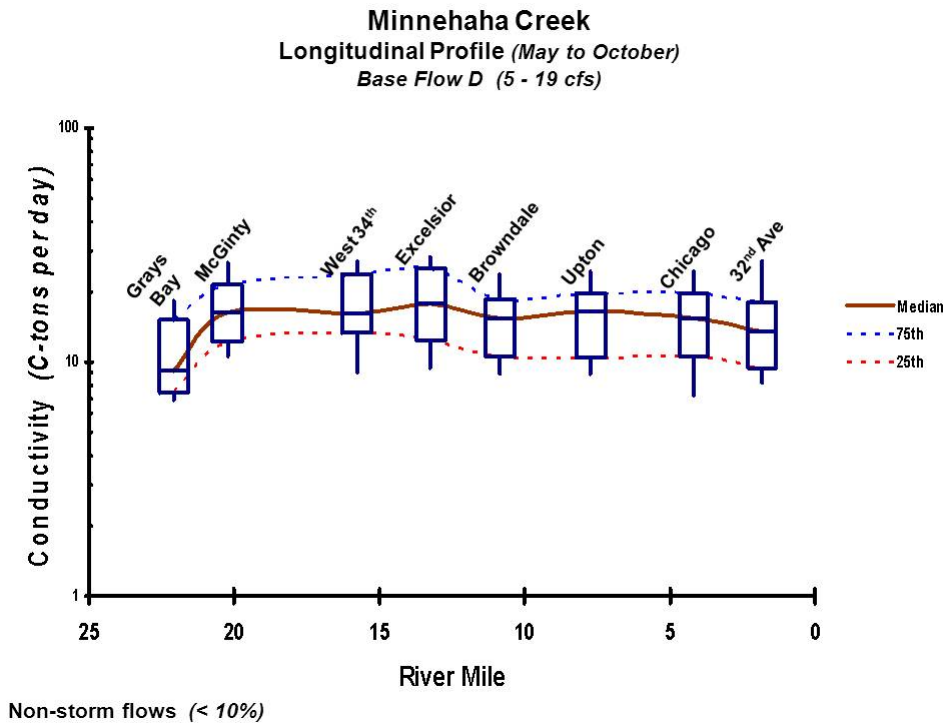 Minnehaha Creek
Longitudinal Profile (May to October)
Base Flow D (5 - 19 cfs)
Conductivity (C-tons per day)
100
10
1
Grays
Bay
McGinty
West 34th
Excelsior
Browndale
Upton
Chicago
32nd Ave
Median
75th
25th
25
20
15
10
5
0
River Mile
Non-storm flows (< 10%)